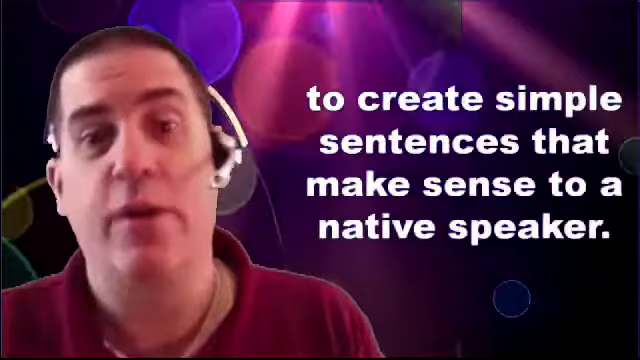 to create simple
sentences that
make sense to a
native speaker.